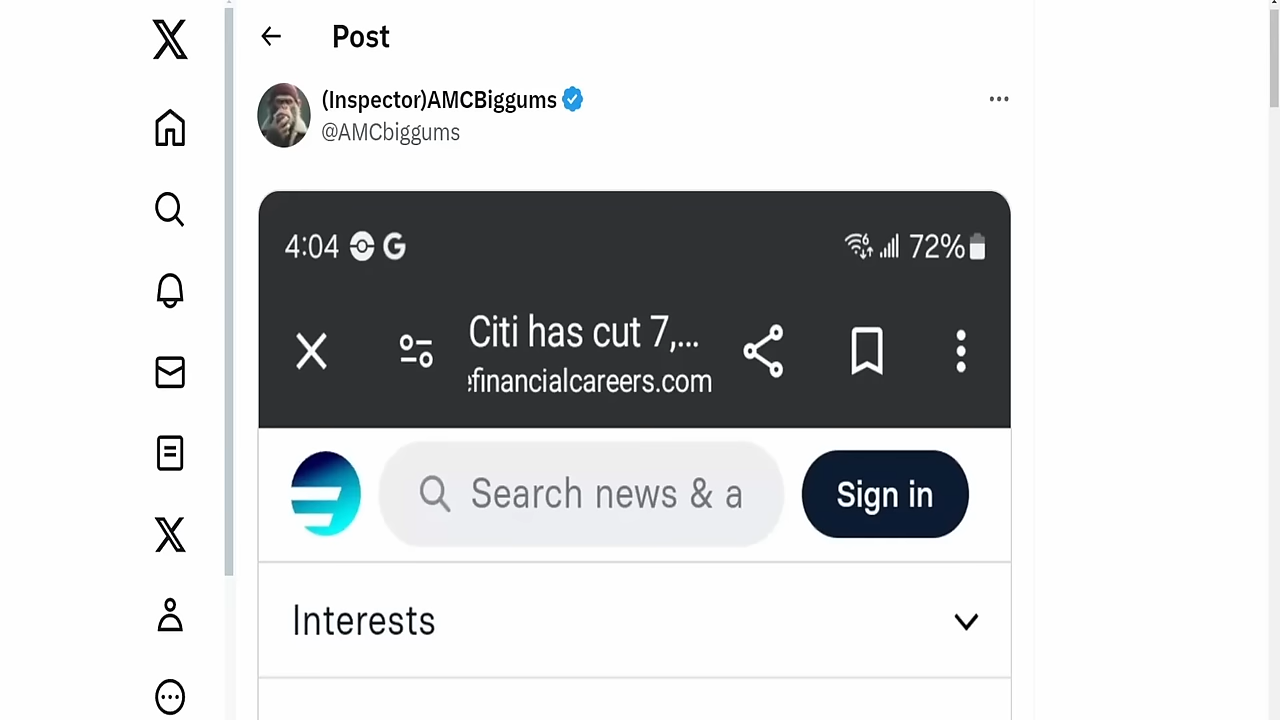 Post
(Inspector)AMCBiggums
@AMCbiggums
4:04 G 72%
Citi has cut 7,...
efinancialcareers.com
Search news & a
Sign in
Interests